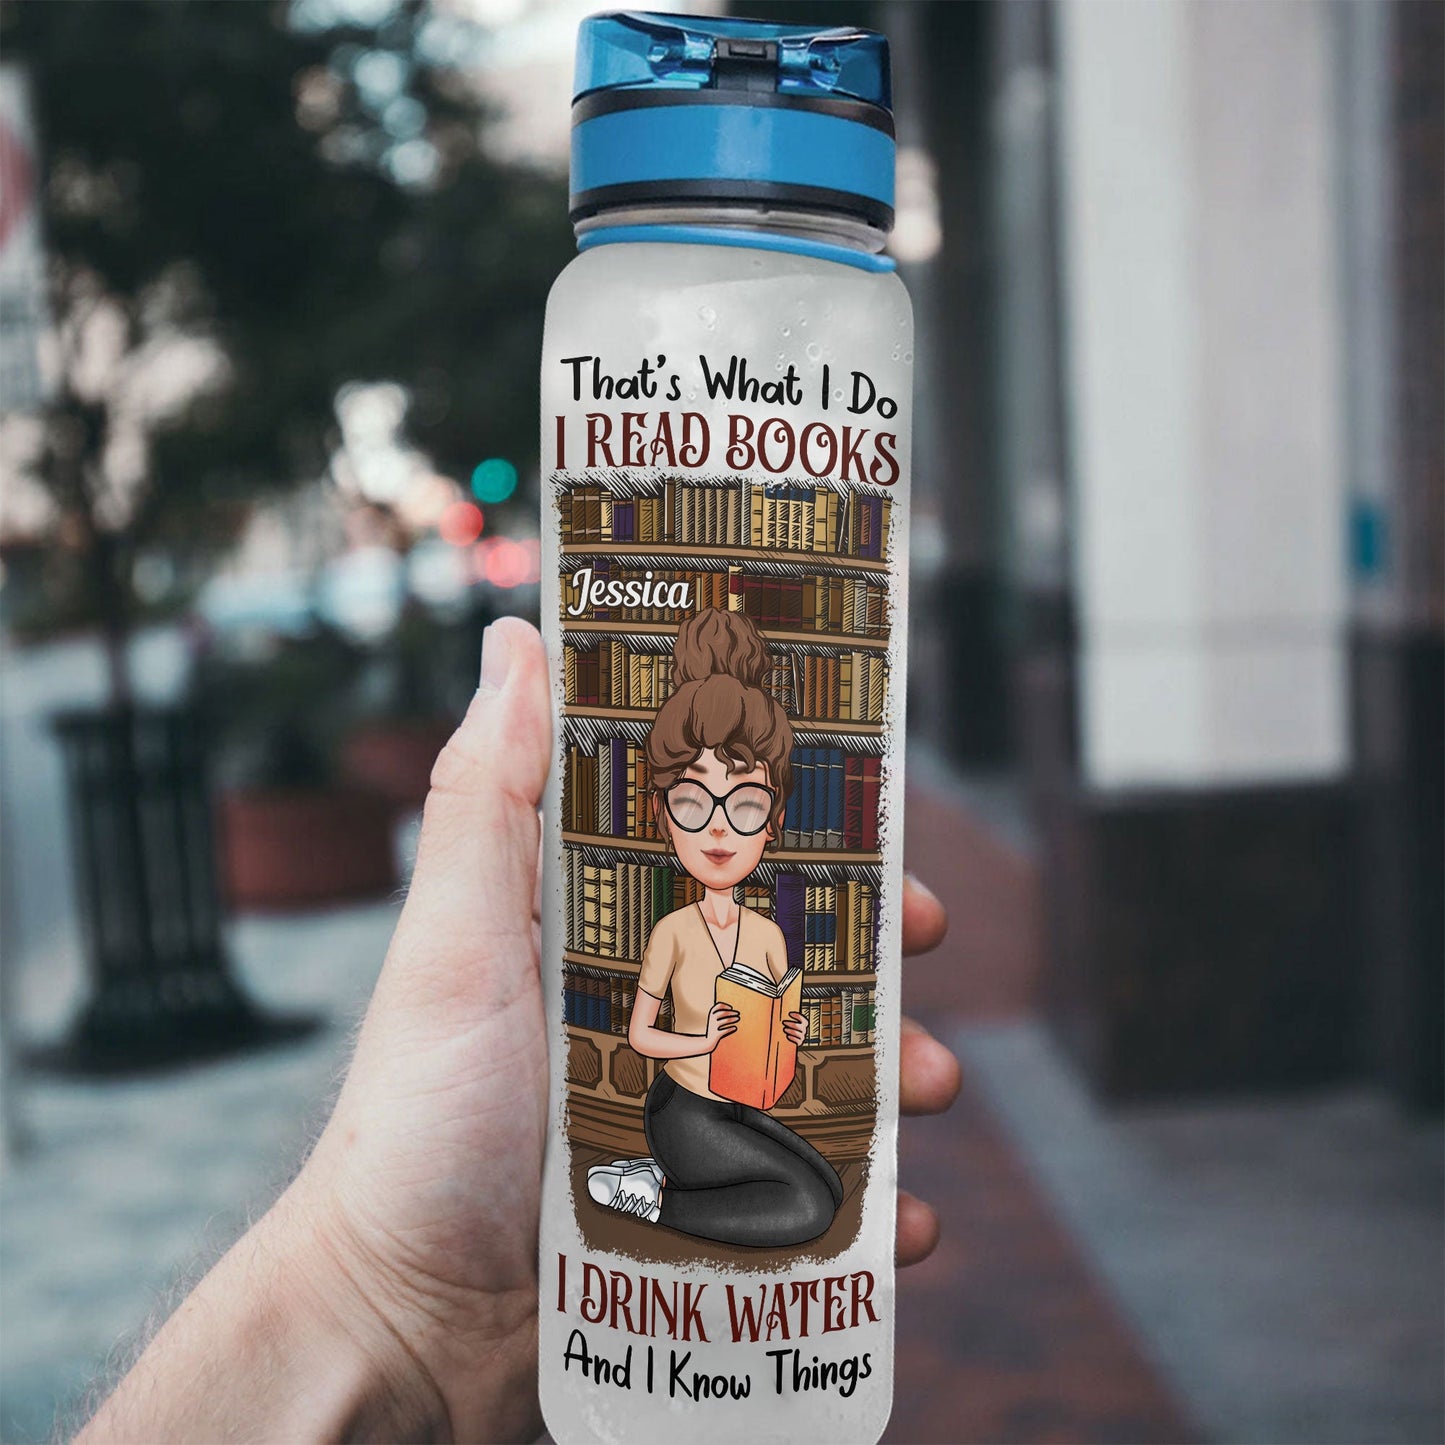 That's What I Do
I READ BOOKS
Jessica
I DRINK WATER
And I Know Things